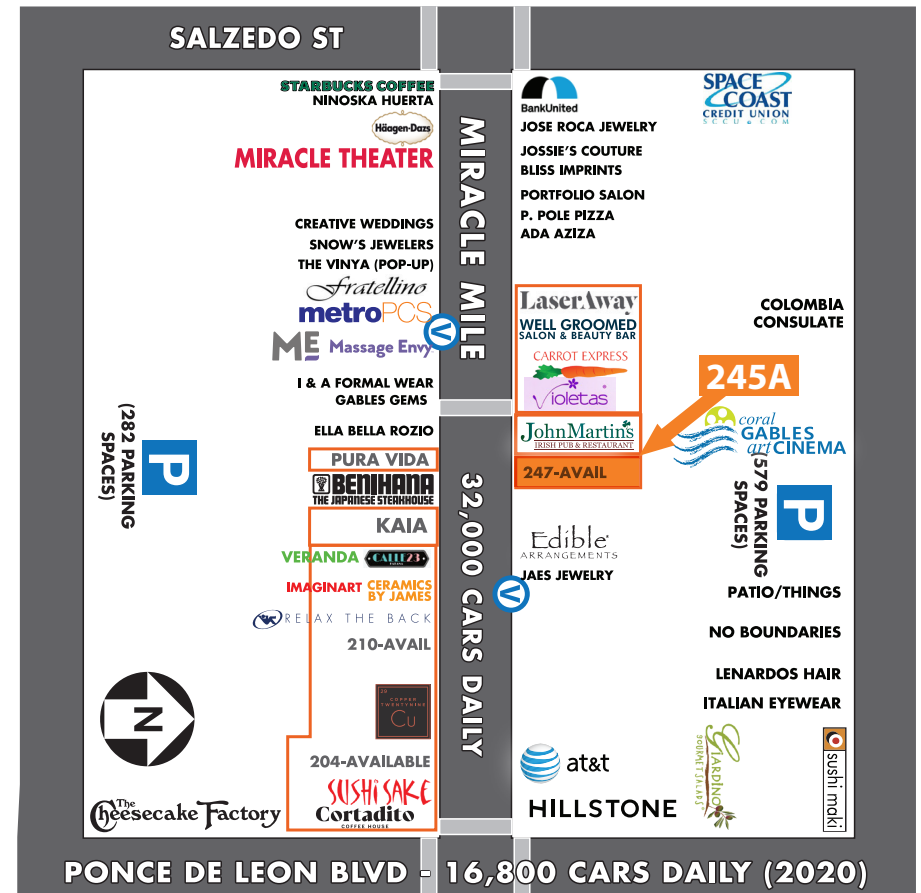 SALZEDO ST
STARBUCKS COFFEE
NINOSKA HUERTA
Häagen-Dazs
MIRACLE THEATER
CREATIVE WEDDINGS
SNOW'S JEWELERS
THE VINYA (POP-UP)
Fratellino
metroPCS
ME Massage Envy
I & A FORMAL WEAR
GABLES GEMS
ELLA BELLA ROZIO
PURA VIDA
BENIHANA
THE JAPANESE STEAKHOUSE
KAIA
VERANDA
CALLE23
IMAGINART
CERAMICS
BY JAMES
RELAX THE BACK
210-AVAIL
29
COPPER
TWENTYNINE
Cu
204-AVAILABLE
SUSHI SAKE
Cortadito
COFFEE HOUSE
The
Cheesecake Factory
P
(282 PARKING
SPACES)
N
MIRACLE MILE
V
32,000 CARS DAILY
V
BankUnited
JOSE ROCA JEWELRY
JOSSIE'S COUTURE
BLISS IMPRINTS
PORTFOLIO SALON
P. POLE PIZZA
ADA AZIZA
LaserAway
WELL GROOMED
SALON & BEAUTY BAR
CARROT EXPRESS
Violetas
John Martin's
IRISH PUB & RESTAURANT
247-AVAIL
Edible
ARRANGEMENTS
JAES JEWELRY
at&t
HILLSTONE
SPACE
COAST
CREDIT UNION
SCCU.COM
COLOMBIA
CONSULATE
245A
coral
GABLES
art CINEMA
(579 PARKING
SPACES)
P
PATIO/THINGS
NO BOUNDARIES
LENARDOS HAIR
ITALIAN EYEWEAR
GIARDINO
GOURMET SALADS
sushi maki
PONCE DE LEON BLVD - 16,800 CARS DAILY (2020)